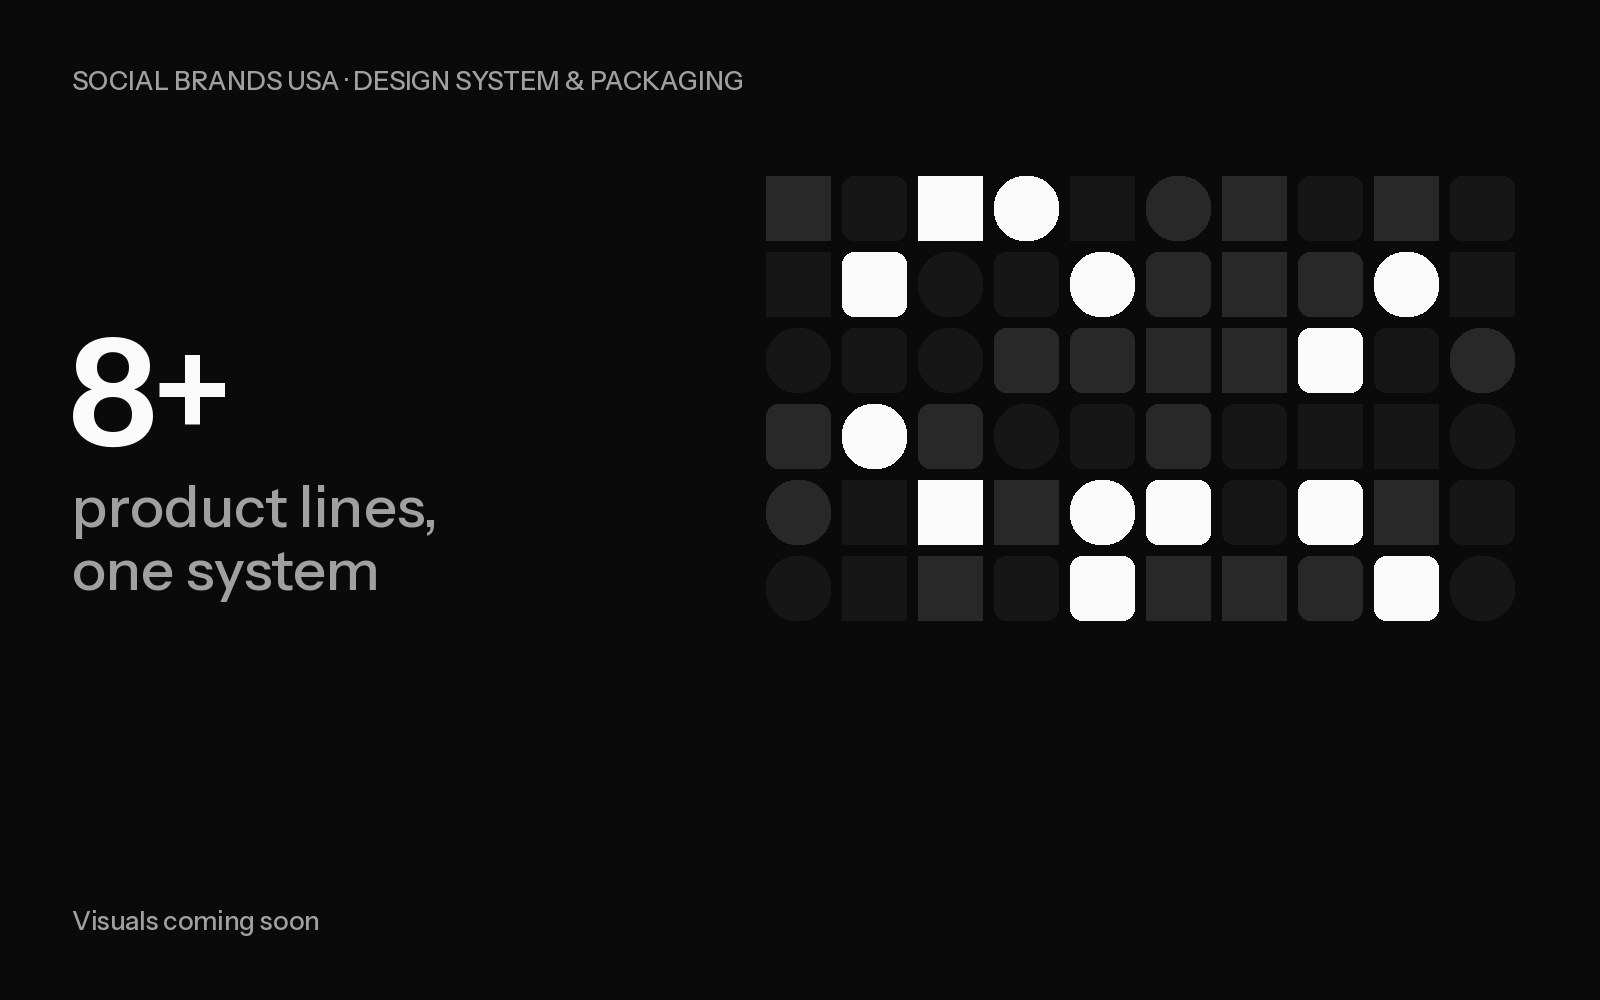 SOCIAL BRANDS USA · DESIGN SYSTEM & PACKAGING
8+
product lines,
one system
Visuals coming soon